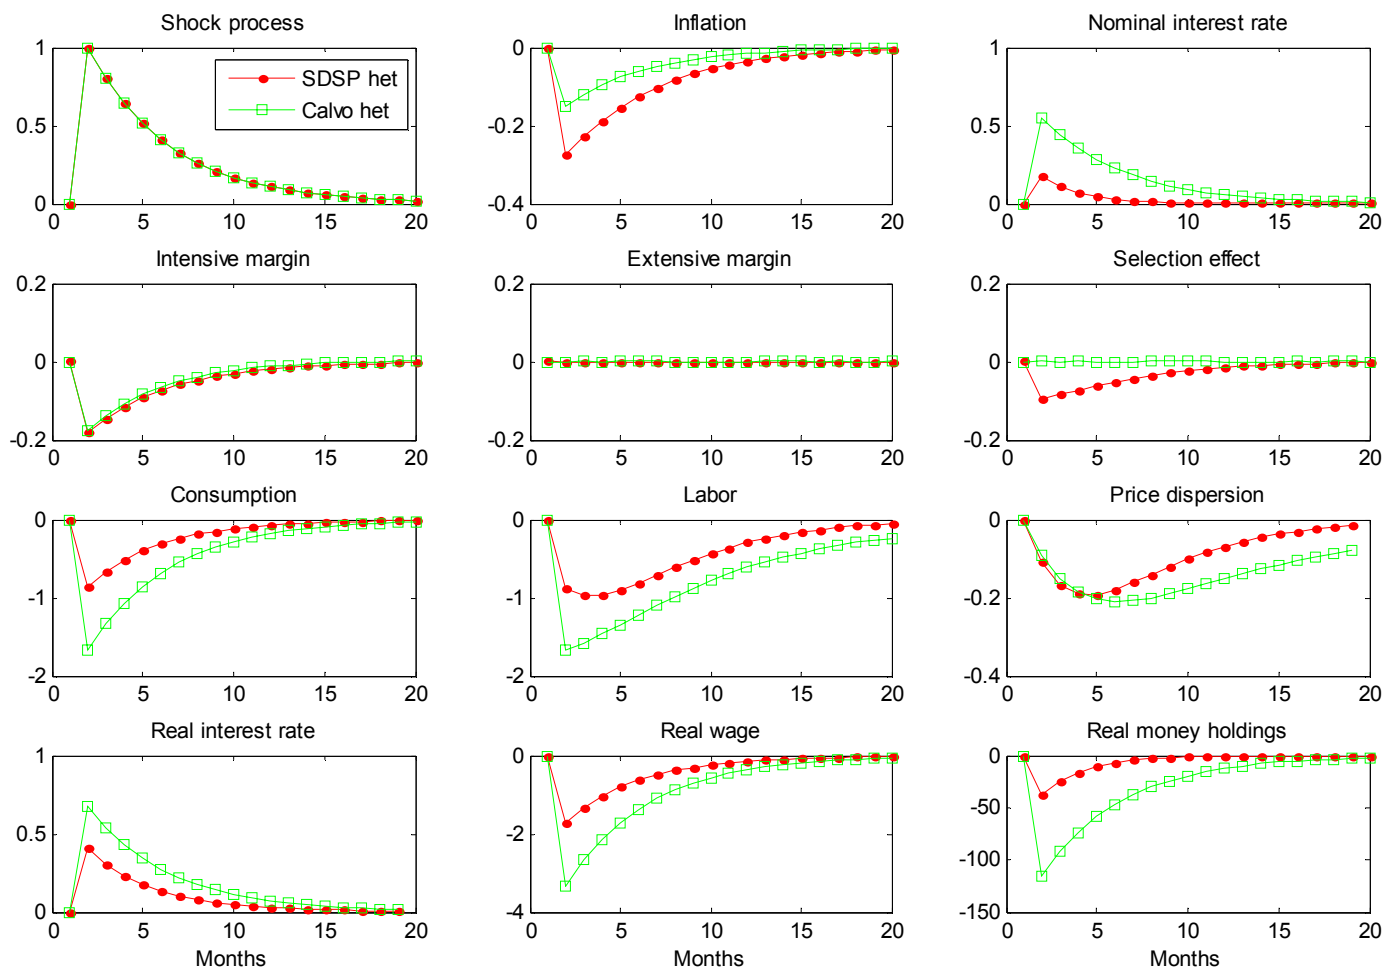 Shock process
Inflation
Nominal interest rate
1
0.5
0
SDSP het
Calvo het
0 5 10 15 20
0
-0.2
-0.4
0 5 10 15 20
1
0.5
0
0 5 10 15 20
Intensive margin
Extensive margin
Selection effect
0.2
0
-0.2
0 5 10 15 20
0.2
0
-0.2
0 5 10 15 20
0.2
0
-0.2
0 5 10 15 20
Consumption
Labor
Price dispersion
0
-1
-2
0 5 10 15 20
0
-1
-2
0 5 10 15 20
0
-0.2
-0.4
0 5 10 15 20
Real interest rate
Real wage
Real money holdings
1
0.5
0
0 5 10 15 20
Months
0
-2
-4
0 5 10 15 20
Months
0
-50
-100
-150
0 5 10 15 20
Months